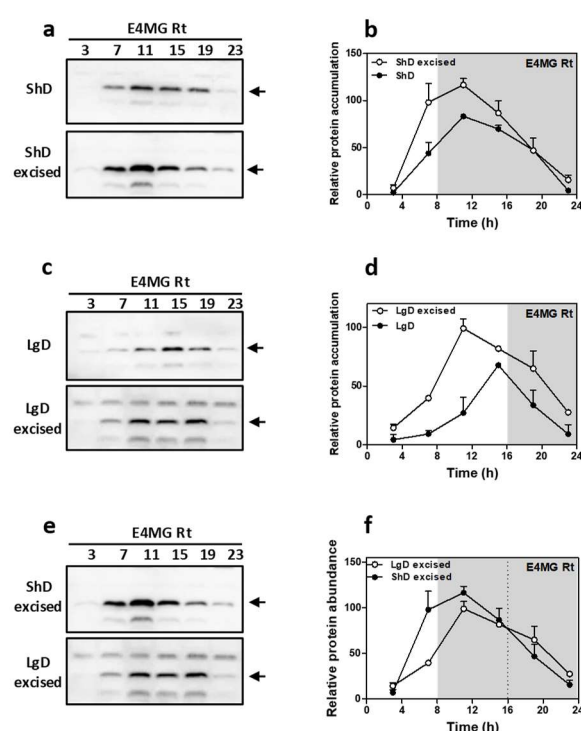 a
E4MG Rt
3 7 11 15 19 23
ShD
ShD
excised
b
Relative protein accumulation
150
100
50
0
ShD excised
ShD
E4MG Rt
0 4 8 12 16 20 24
Time (h)
c
E4MG Rt
3 7 11 15 19 23
LgD
LgD
excised
d
Relative protein accumulation
100
50
0
LgD excised
LgD
E4MG Rt
0 4 8 12 16 20 24
Time (h)
e
E4MG Rt
3 7 11 15 19 23
ShD
excised
LgD
excised
f
Relative protein abundance
150
100
50
0
LgD excised
ShD excised
E4MG Rt
0 4 8 12 16 20 24
Time (h)